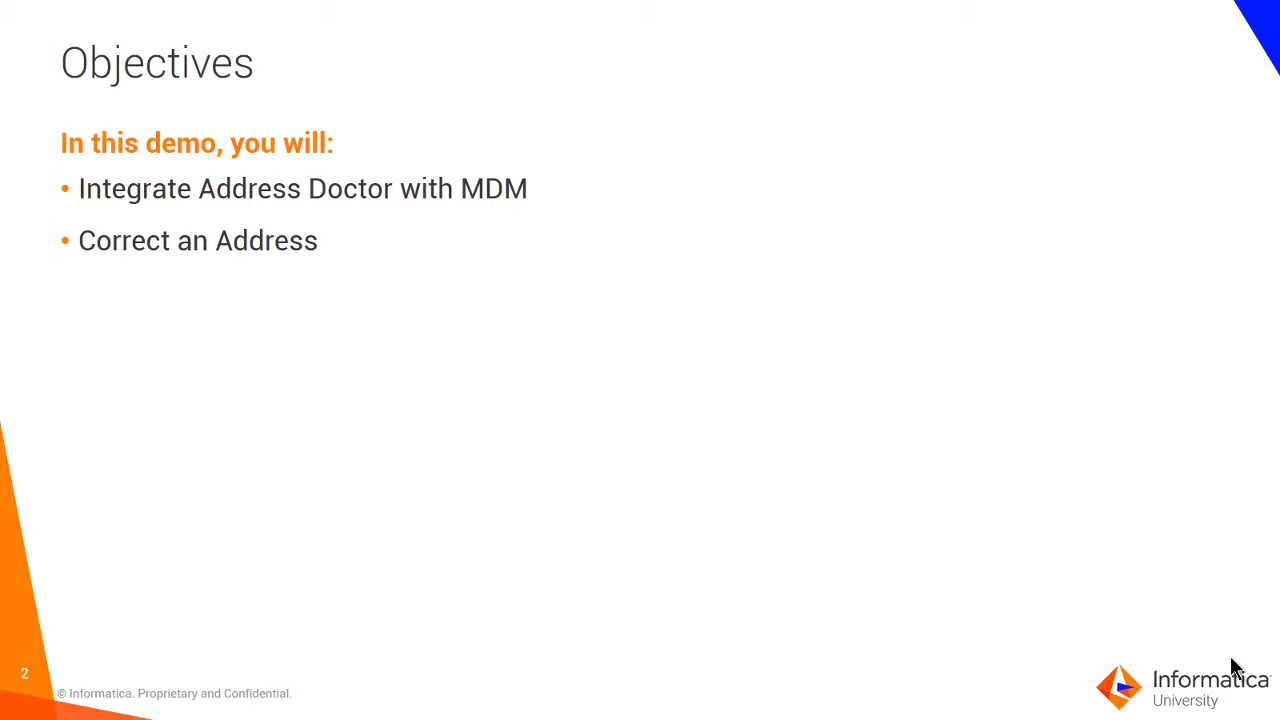 Objectives
In this demo, you will:
• Integrate Address Doctor with MDM
• Correct an Address
2
© Informatica. Proprietary and Confidential.
Informatica
University